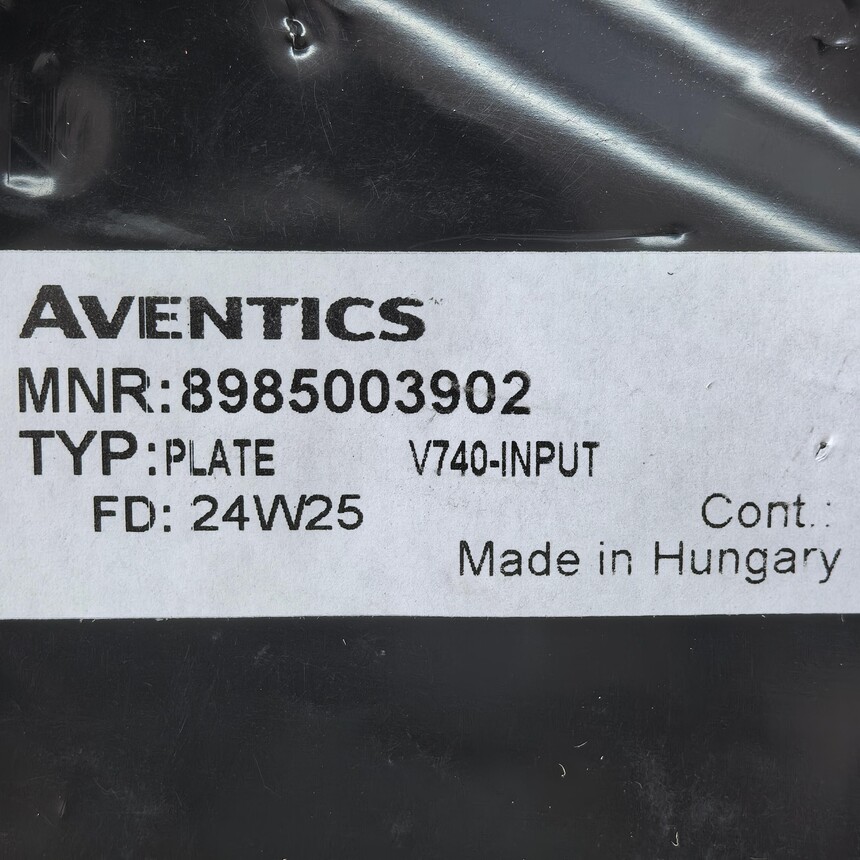 AVENTICS
MNR:8985003902
TYP:PLATE V740-INPUT
FD: 24W25 Cont.:
Made in Hungary